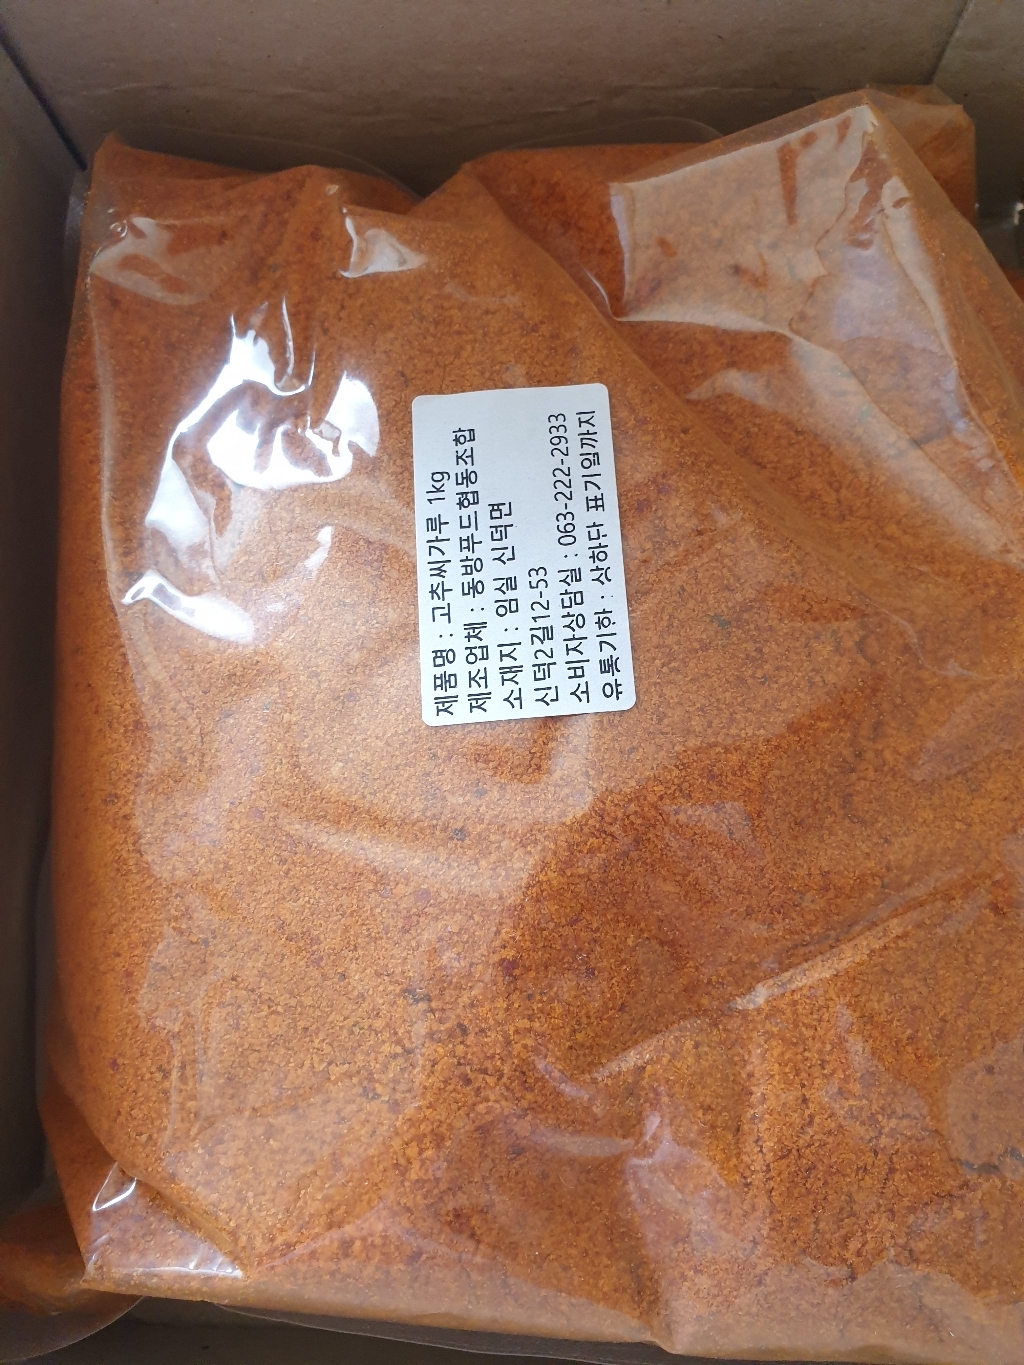 제품명 : 고추씨가루 1kg
제조업체 : 동방푸드협동조합
소재지 : 임실 신덕면
신덕2길12-53
소비자상담실 : 063-222-2933
유통기한 : 상하단 표기일까지